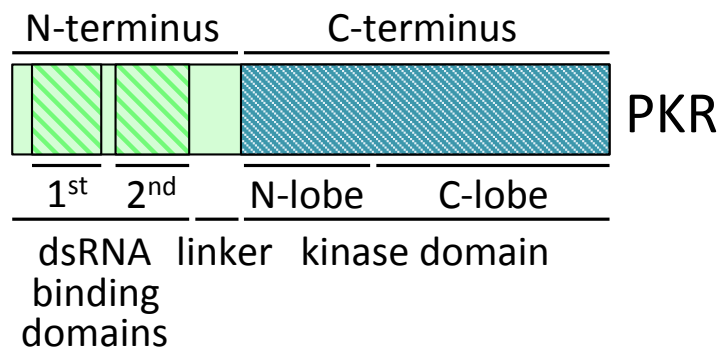 N-terminus C-terminus
PKR
1st 2nd N-lobe C-lobe
dsRNA linker kinase domain
binding
domains